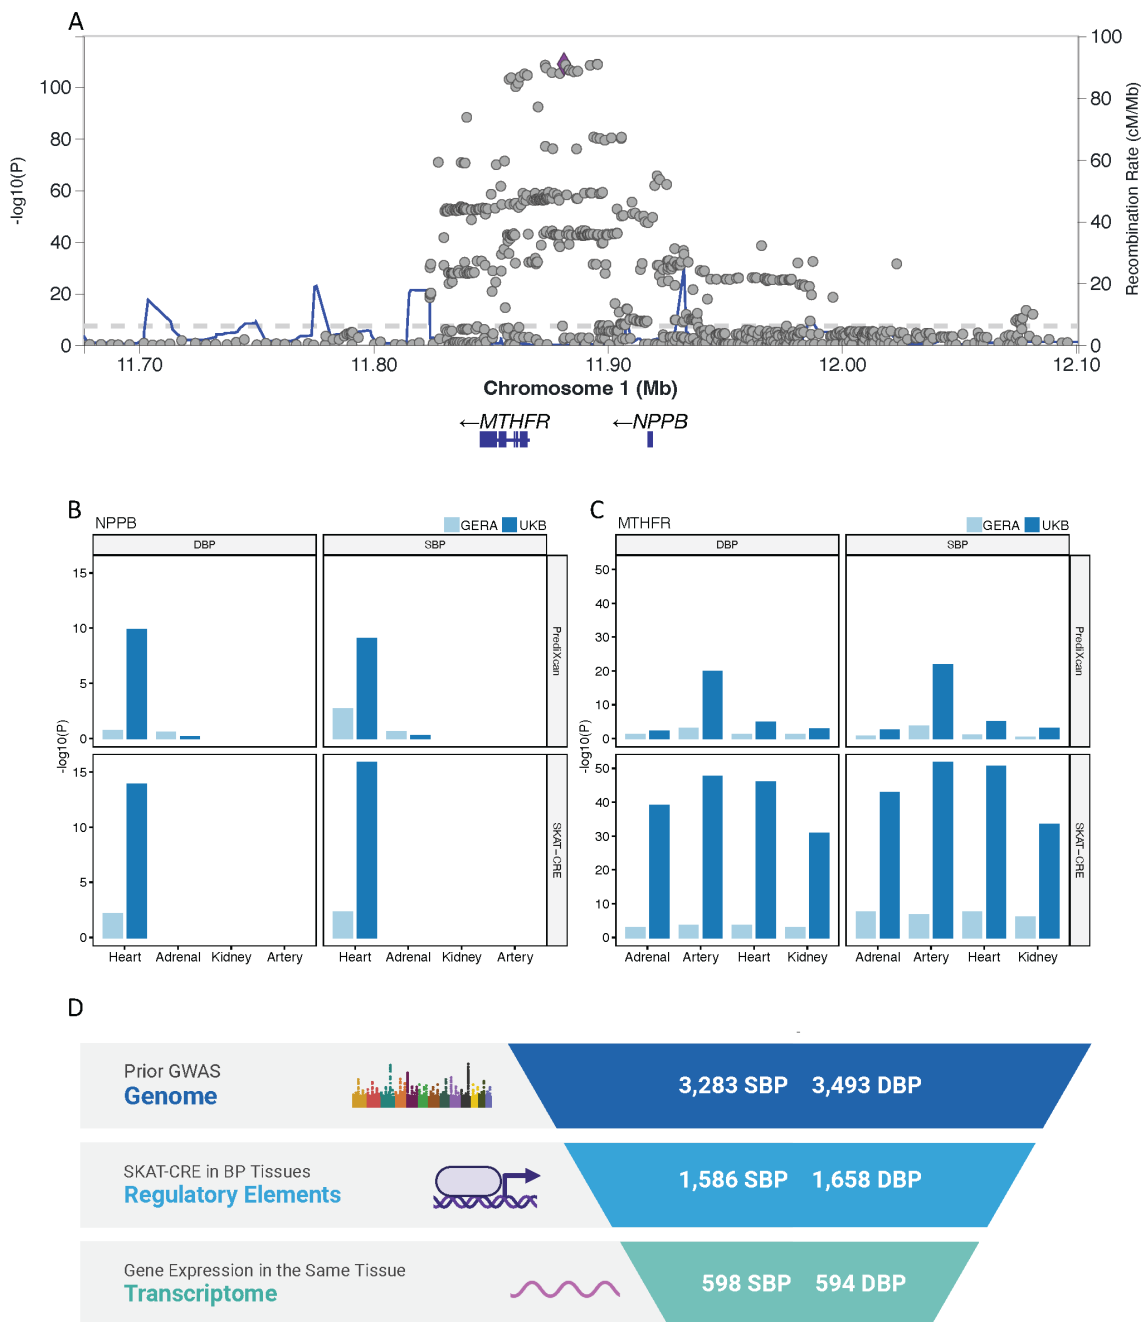 A
-log10(P)
100
80
60
40
20
0
100
80
60
40
20
0
Recombination Rate (cM/Mb)
11.70 11.80 11.90 12.00 12.10
Chromosome 1 (Mb)
←MTHFR ←NPPB
B
NPPB
GERA UKB
DBP SBP
15
10
5
0
PrediXcan
-log10(P)
15
10
5
0
SKAT-CRE
Heart Adrenal Kidney Artery Heart Adrenal Kidney Artery
C
MTHFR
GERA UKB
DBP SBP
50
40
30
20
10
0
PrediXcan
-log10(P)
50
40
30
20
10
0
SKAT-CRE
Adrenal Artery Heart Kidney Adrenal Artery Heart Kidney
D
Prior GWAS
Genome
3,283 SBP 3,493 DBP
SKAT-CRE in BP Tissues
Regulatory Elements
1,586 SBP 1,658 DBP
Gene Expression in the Same Tissue
Transcriptome
598 SBP 594 DBP